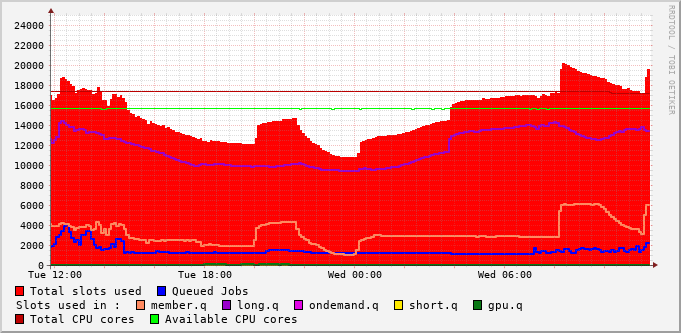 RRDTOOL / TOBI OETIKER
24000
22000
20000
18000
16000
14000
12000
10000
8000
6000
4000
2000
0
Tue 12:00 Tue 18:00 Wed 00:00 Wed 06:00
Total slots used Queued Jobs
Slots used in : member.q long.q ondemand.q short.q gpu.q
Total CPU cores Available CPU cores